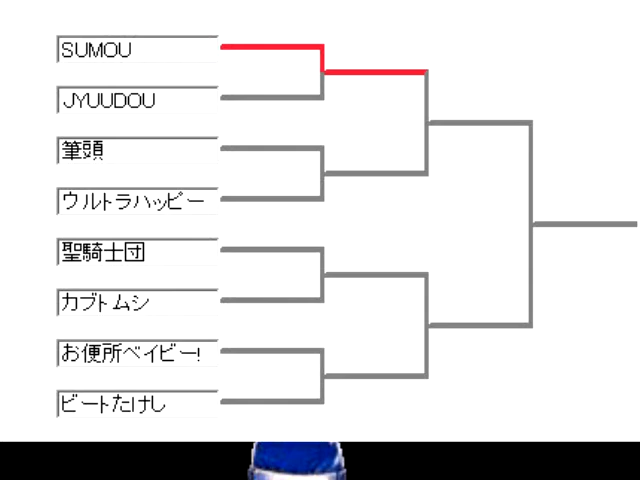 SUMOU
JYUUDOU
筆頭
ウルトラハッピー
聖騎士団
カブトムシ
お便所ベイビー!
ビートたけし